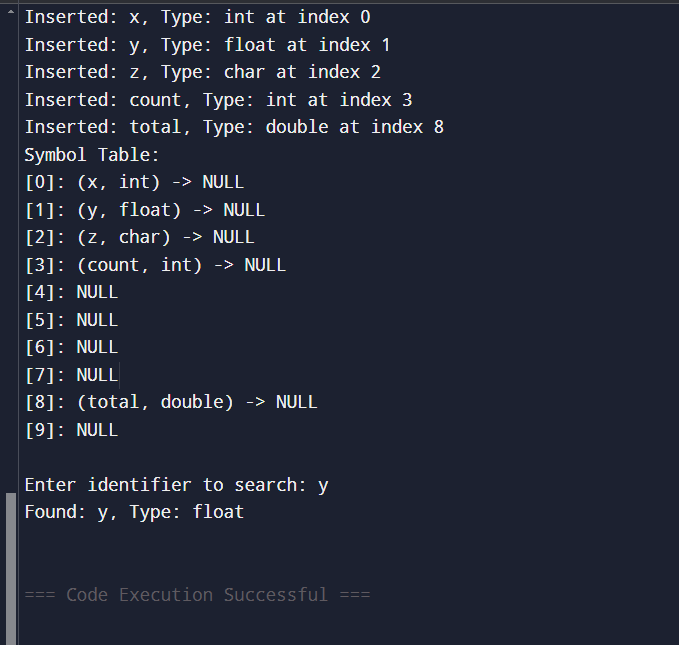 Inserted: x, Type: int at index 0
Inserted: y, Type: float at index 1
Inserted: z, Type: char at index 2
Inserted: count, Type: int at index 3
Inserted: total, Type: double at index 8
Symbol Table:
[0]: (x, int) -> NULL
[1]: (y, float) -> NULL
[2]: (z, char) -> NULL
[3]: (count, int) -> NULL
[4]: NULL
[5]: NULL
[6]: NULL
[7]: NULL
[8]: (total, double) -> NULL
[9]: NULL
Enter identifier to search: y
Found: y, Type: float
=== Code Execution Successful ===